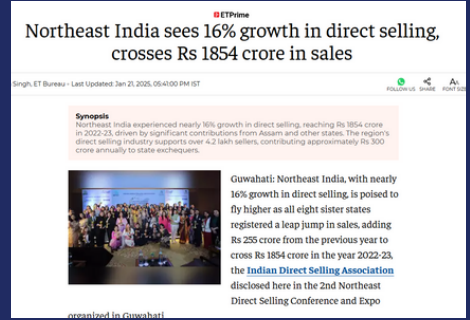 ETPrime
Northeast India sees 16% growth in direct selling,
crosses Rs 1854 crore in sales
Singh, ET Bureau - Last Updated: Jan 21, 2025, 05:41:00 PM IST
FOLLOW US SHARE FONT SIZE
Synopsis
Northeast India experienced nearly 16% growth in direct selling, reaching Rs 1854 crore
in 2022-23, driven by significant contributions from Assam and other states. The region's
direct selling industry supports over 4.2 lakh sellers, contributing approximately Rs 300
crore annually to state exchequers.
Guwahati: Northeast India, with nearly
16% growth in direct selling, is poised to
fly higher as all eight sister states
registered a leap jump in sales, adding
Rs 255 crore from the previous year to
cross Rs 1854 crore in the year 2022-23,
the Indian Direct Selling Association
disclosed here in the 2nd Northeast
Direct Selling Conference and Expo
organized in Guwahati